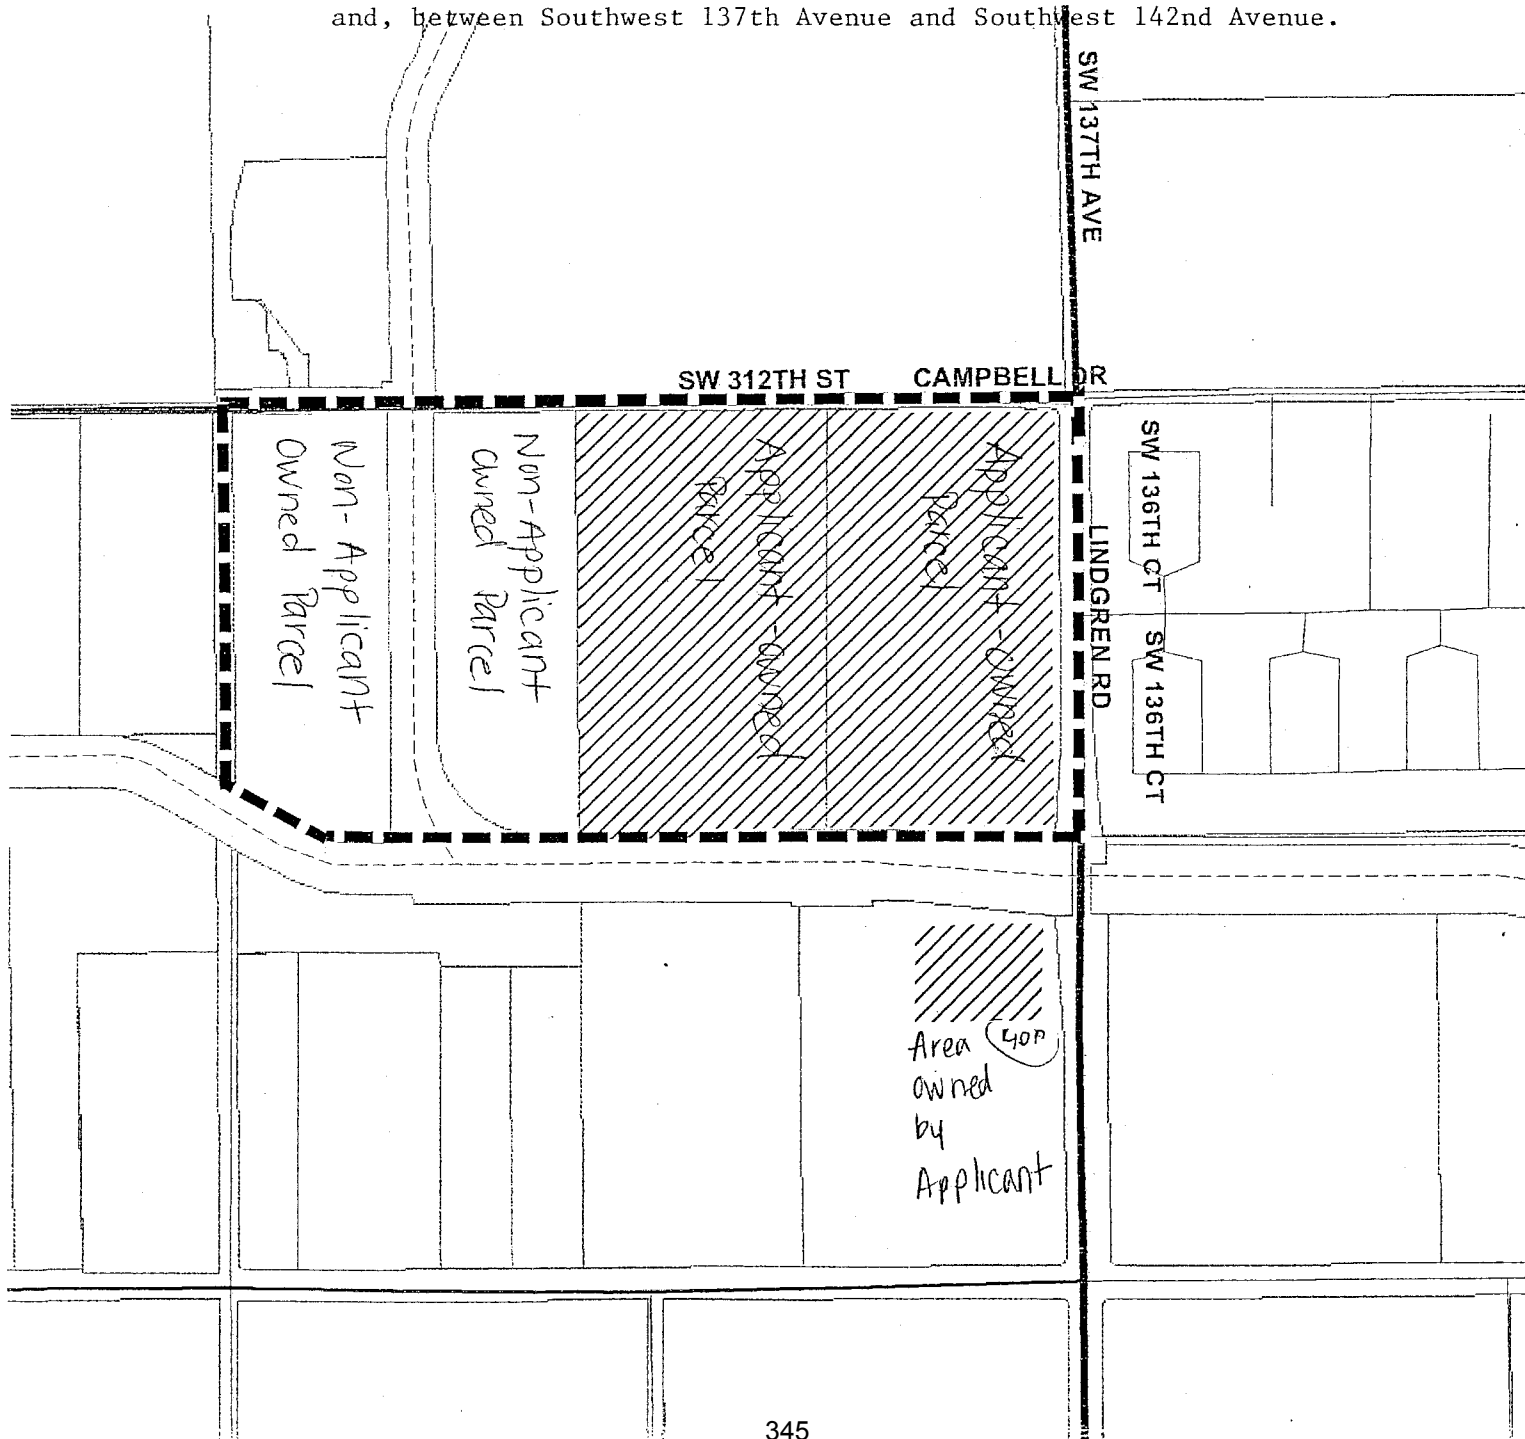 and, between Southwest 137th Avenue and Southwest 142nd Avenue.
SW 137TH AVE
SW 312TH ST CAMPBELL DR
SW 136TH CT
LINDGREN RD
SW 136TH CT
Non-Applicant
Owned Parcel
Non-Applicant
Owned Parcel
Applicant-owned
Parcel
Applicant-owned
Parcel
Area
owned
by
Applicant
345